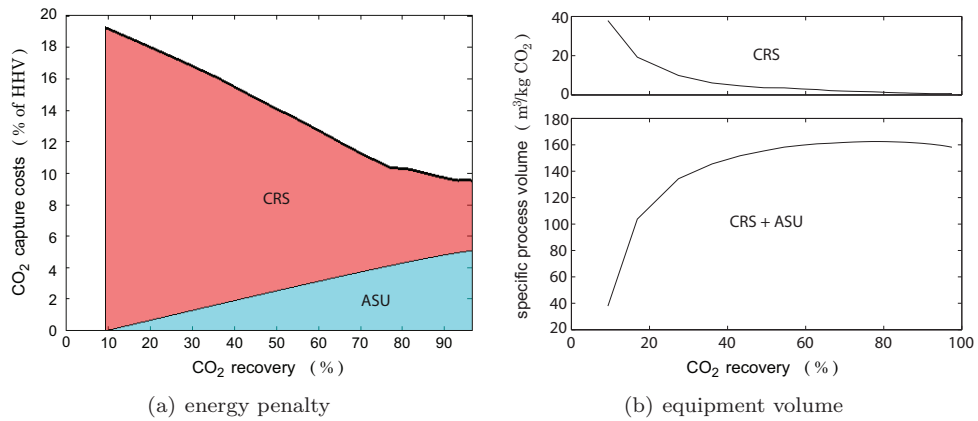 20
18
16
14
12
10
8
6
4
2
0
CO₂ capture costs (% of HHV)
CRS
ASU
0 10 20 30 40 50 60 70 80 90
CO₂ recovery (%)
(a) energy penalty
40
20
0
CRS
specific process volume ( m³/kg CO₂)
160
140
120
100
80
60
40
20
CRS + ASU
0 20 40 60 80 100
CO₂ recovery (%)
(b) equipment volume